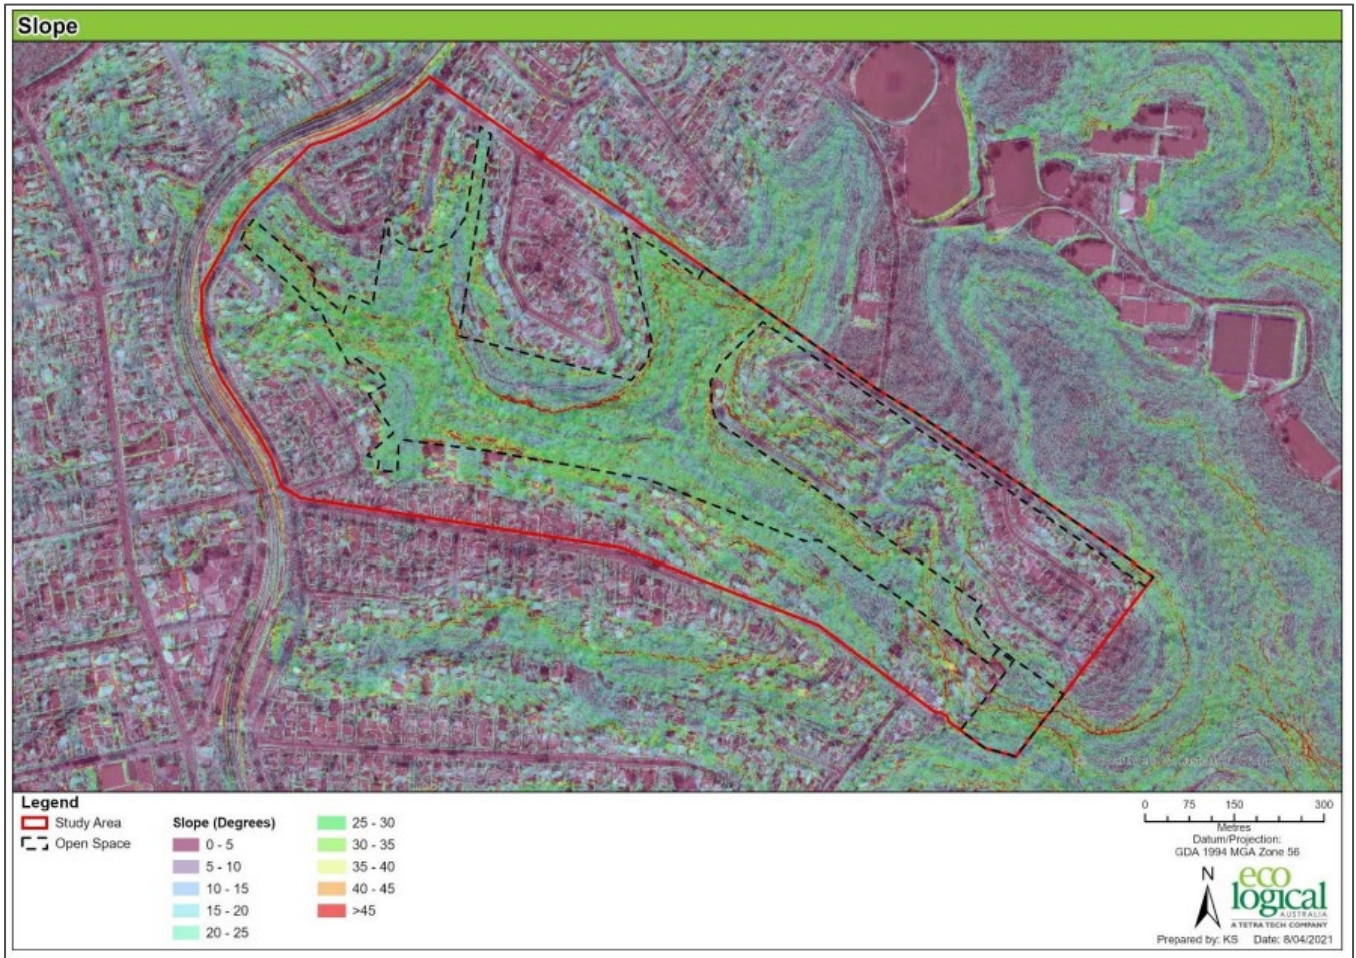 Slope
Legend
Study Area
Open Space
Slope (Degrees)
0 - 5
5 - 10
10 - 15
15 - 20
20 - 25
25 - 30
30 - 35
35 - 40
40 - 45
>45
0 75 150 300
Metres
Datum/Projection:
GDA 1994 MGA Zone 56
N
eco
logical
AUSTRALIA
A TETRA TECH COMPANY
Prepared by: KS Date: 8/04/2021